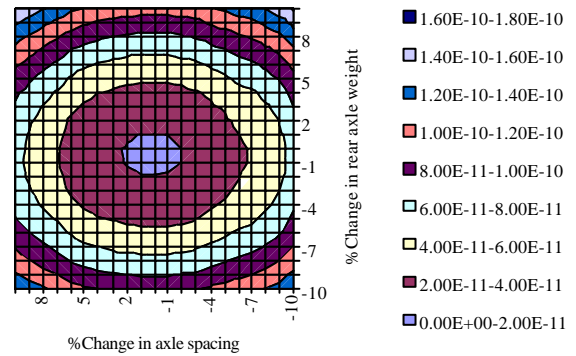 8
5
2
-1
-4
-7
-10
%Change in rear axle weight
8
5
2
-1
-4
-7
-10
%Change in axle spacing
1.60E-10-1.80E-10
1.40E-10-1.60E-10
1.20E-10-1.40E-10
1.00E-10-1.20E-10
8.00E-11-1.00E-10
6.00E-11-8.00E-11
4.00E-11-6.00E-11
2.00E-11-4.00E-11
0.00E+00-2.00E-11